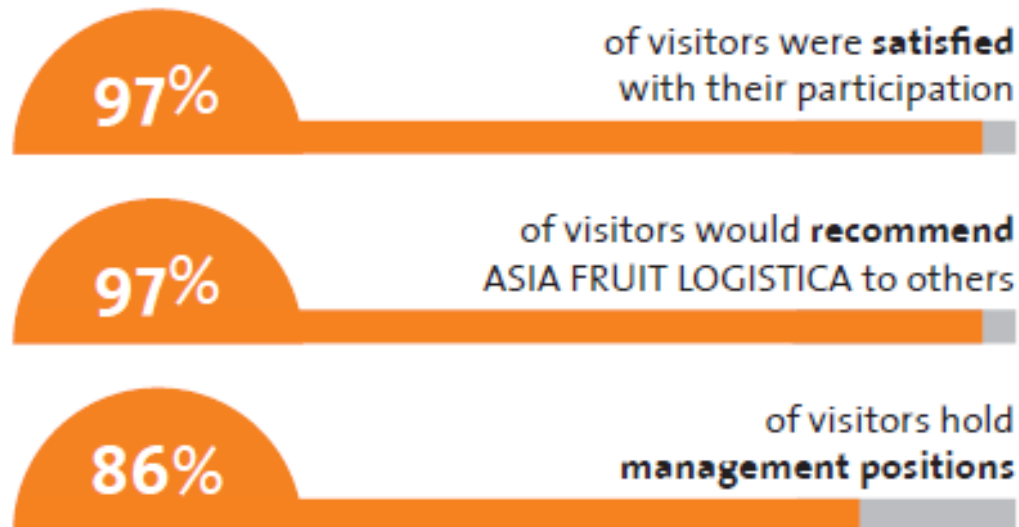 97%
of visitors were satisfied
with their participation
97%
of visitors would recommend
ASIA FRUIT LOGISTICA to others
86%
of visitors hold
management positions